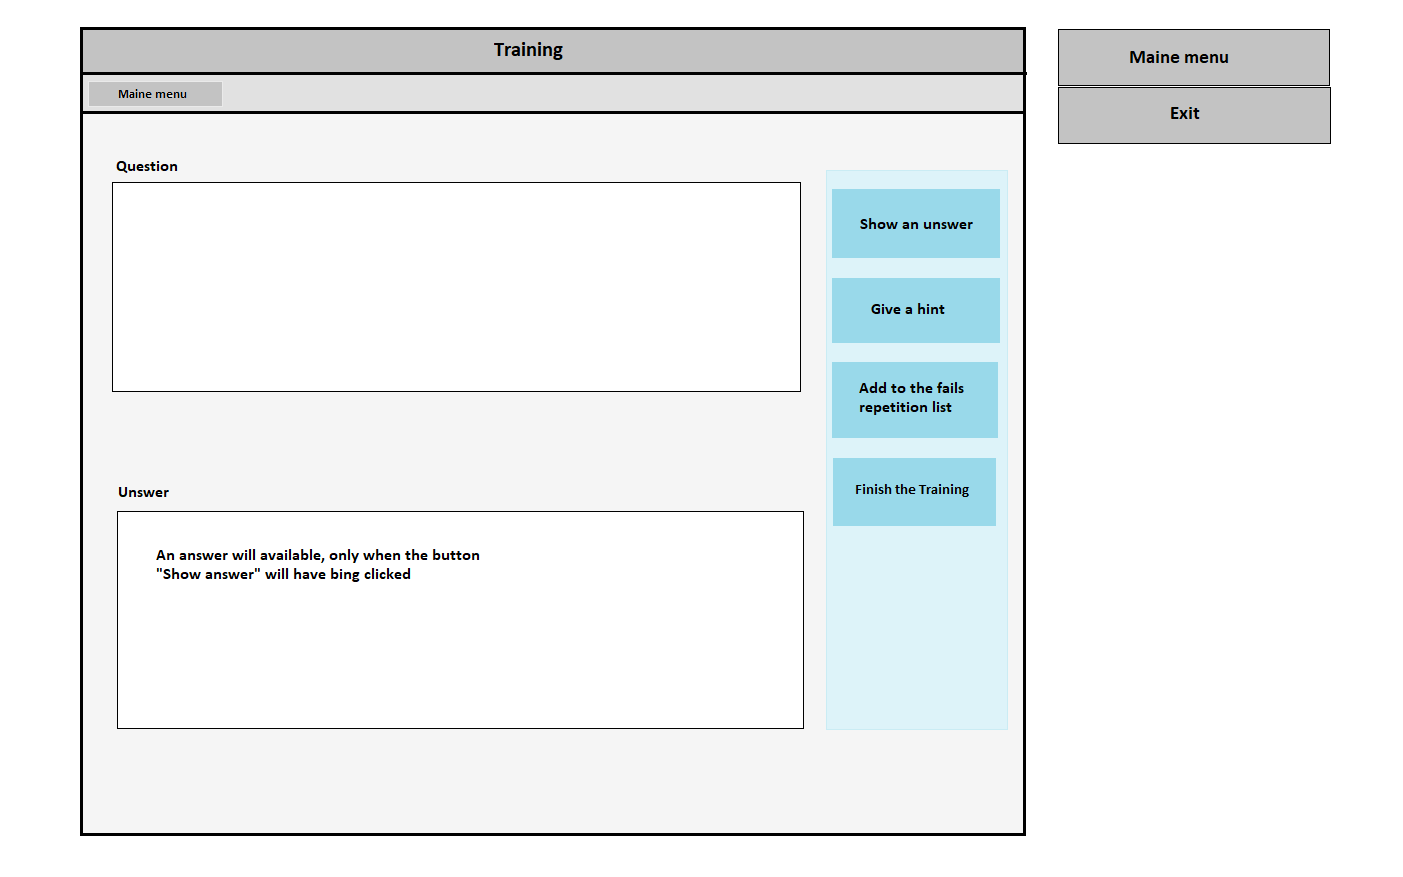 Training
Maine menu
Maine menu
Exit
Question
Show an unswer
Give a hint
Add to the fails
repetition list
Finish the Training
Unswer
An answer will available, only when the button
"Show answer" will have bing clicked